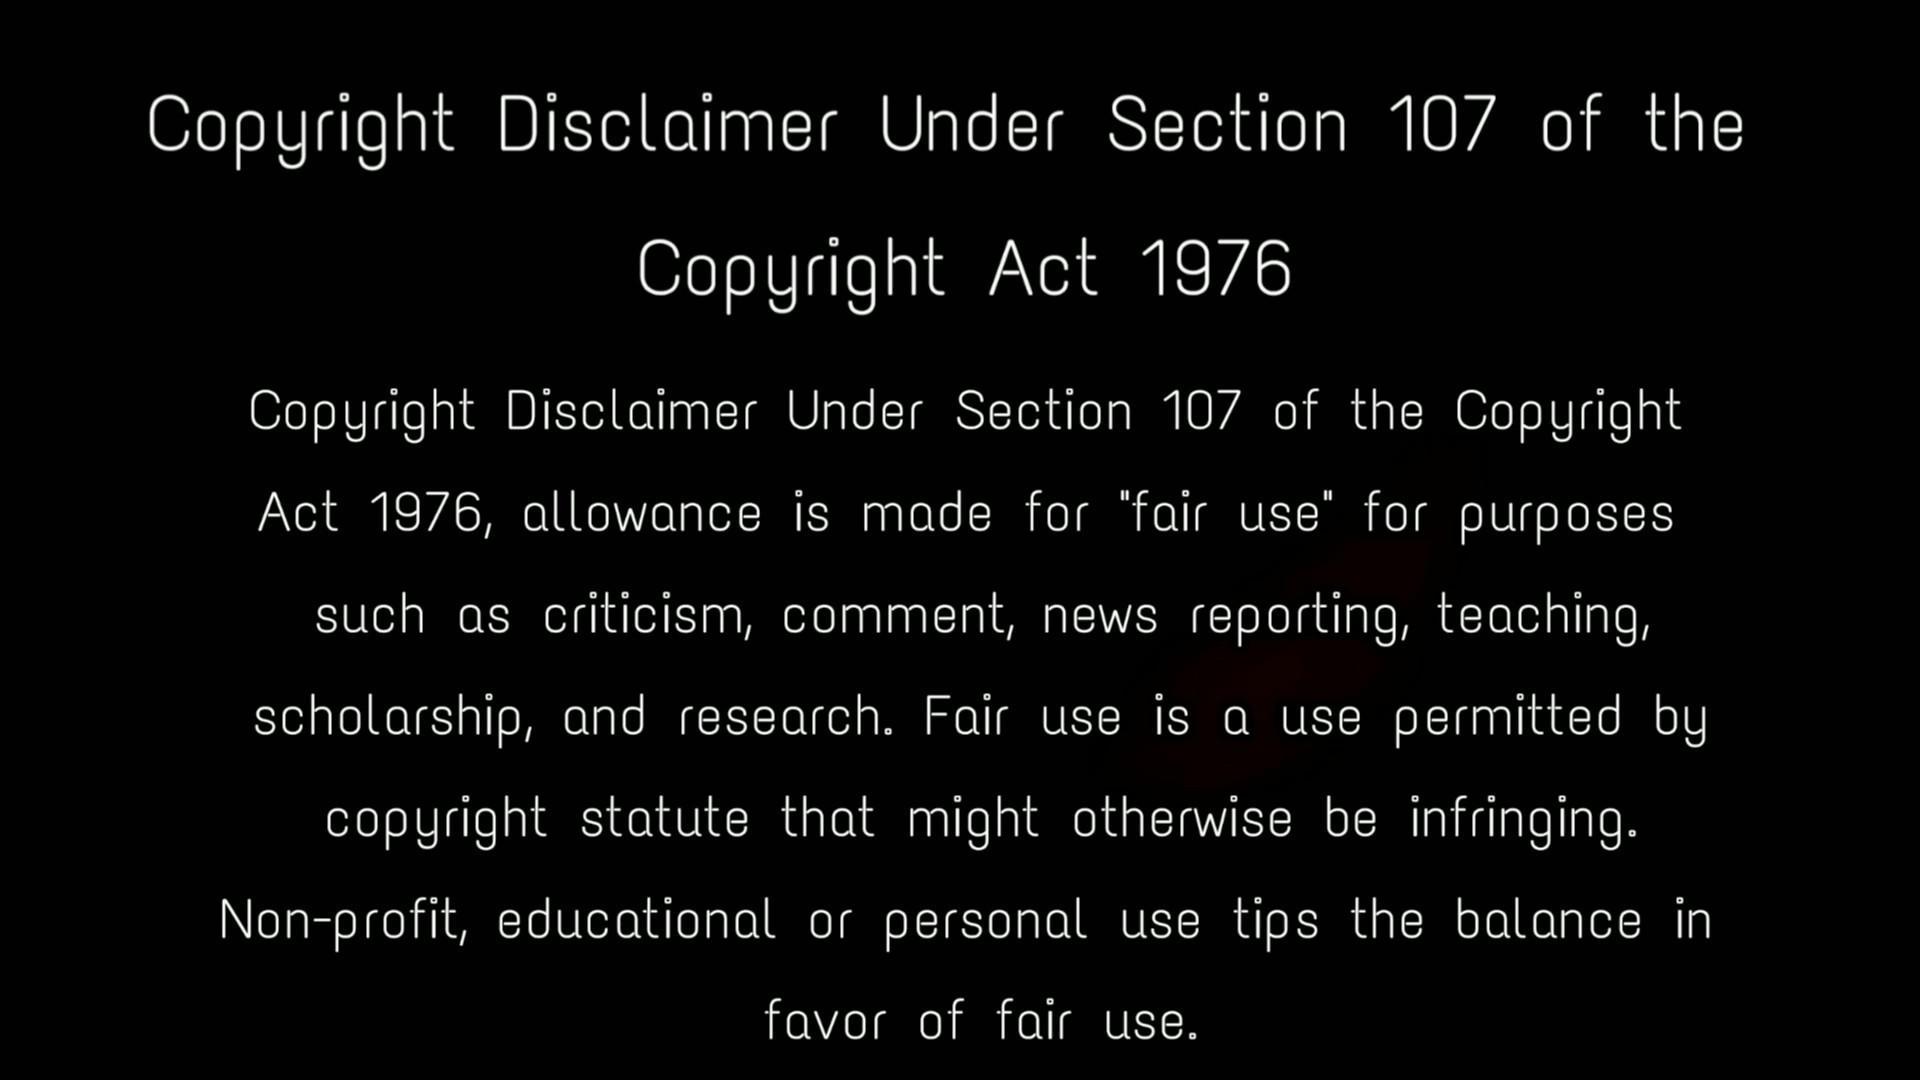 Copyright Disclaimer Under Section 107 of the
Copyright Act 1976
Copyright Disclaimer Under Section 107 of the Copyright
Act 1976, allowance is made for "fair use" for purposes
such as criticism, comment, news reporting, teaching,
scholarship, and research. Fair use is a use permitted by
copyright statute that might otherwise be infringing.
Non-profit, educational or personal use tips the balance in
favor of fair use.